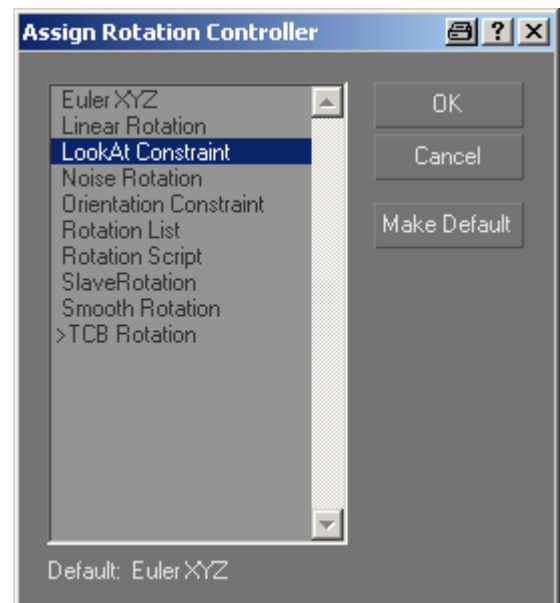 Assign Rotation Controller
?
Euler XYZ
Linear Rotation
LookAt Constraint
Noise Rotation
Orientation Constraint
Rotation List
Rotation Script
SlaveRotation
Smooth Rotation
>TCB Rotation
OK
Cancel
Make Default
Default: Euler XYZ